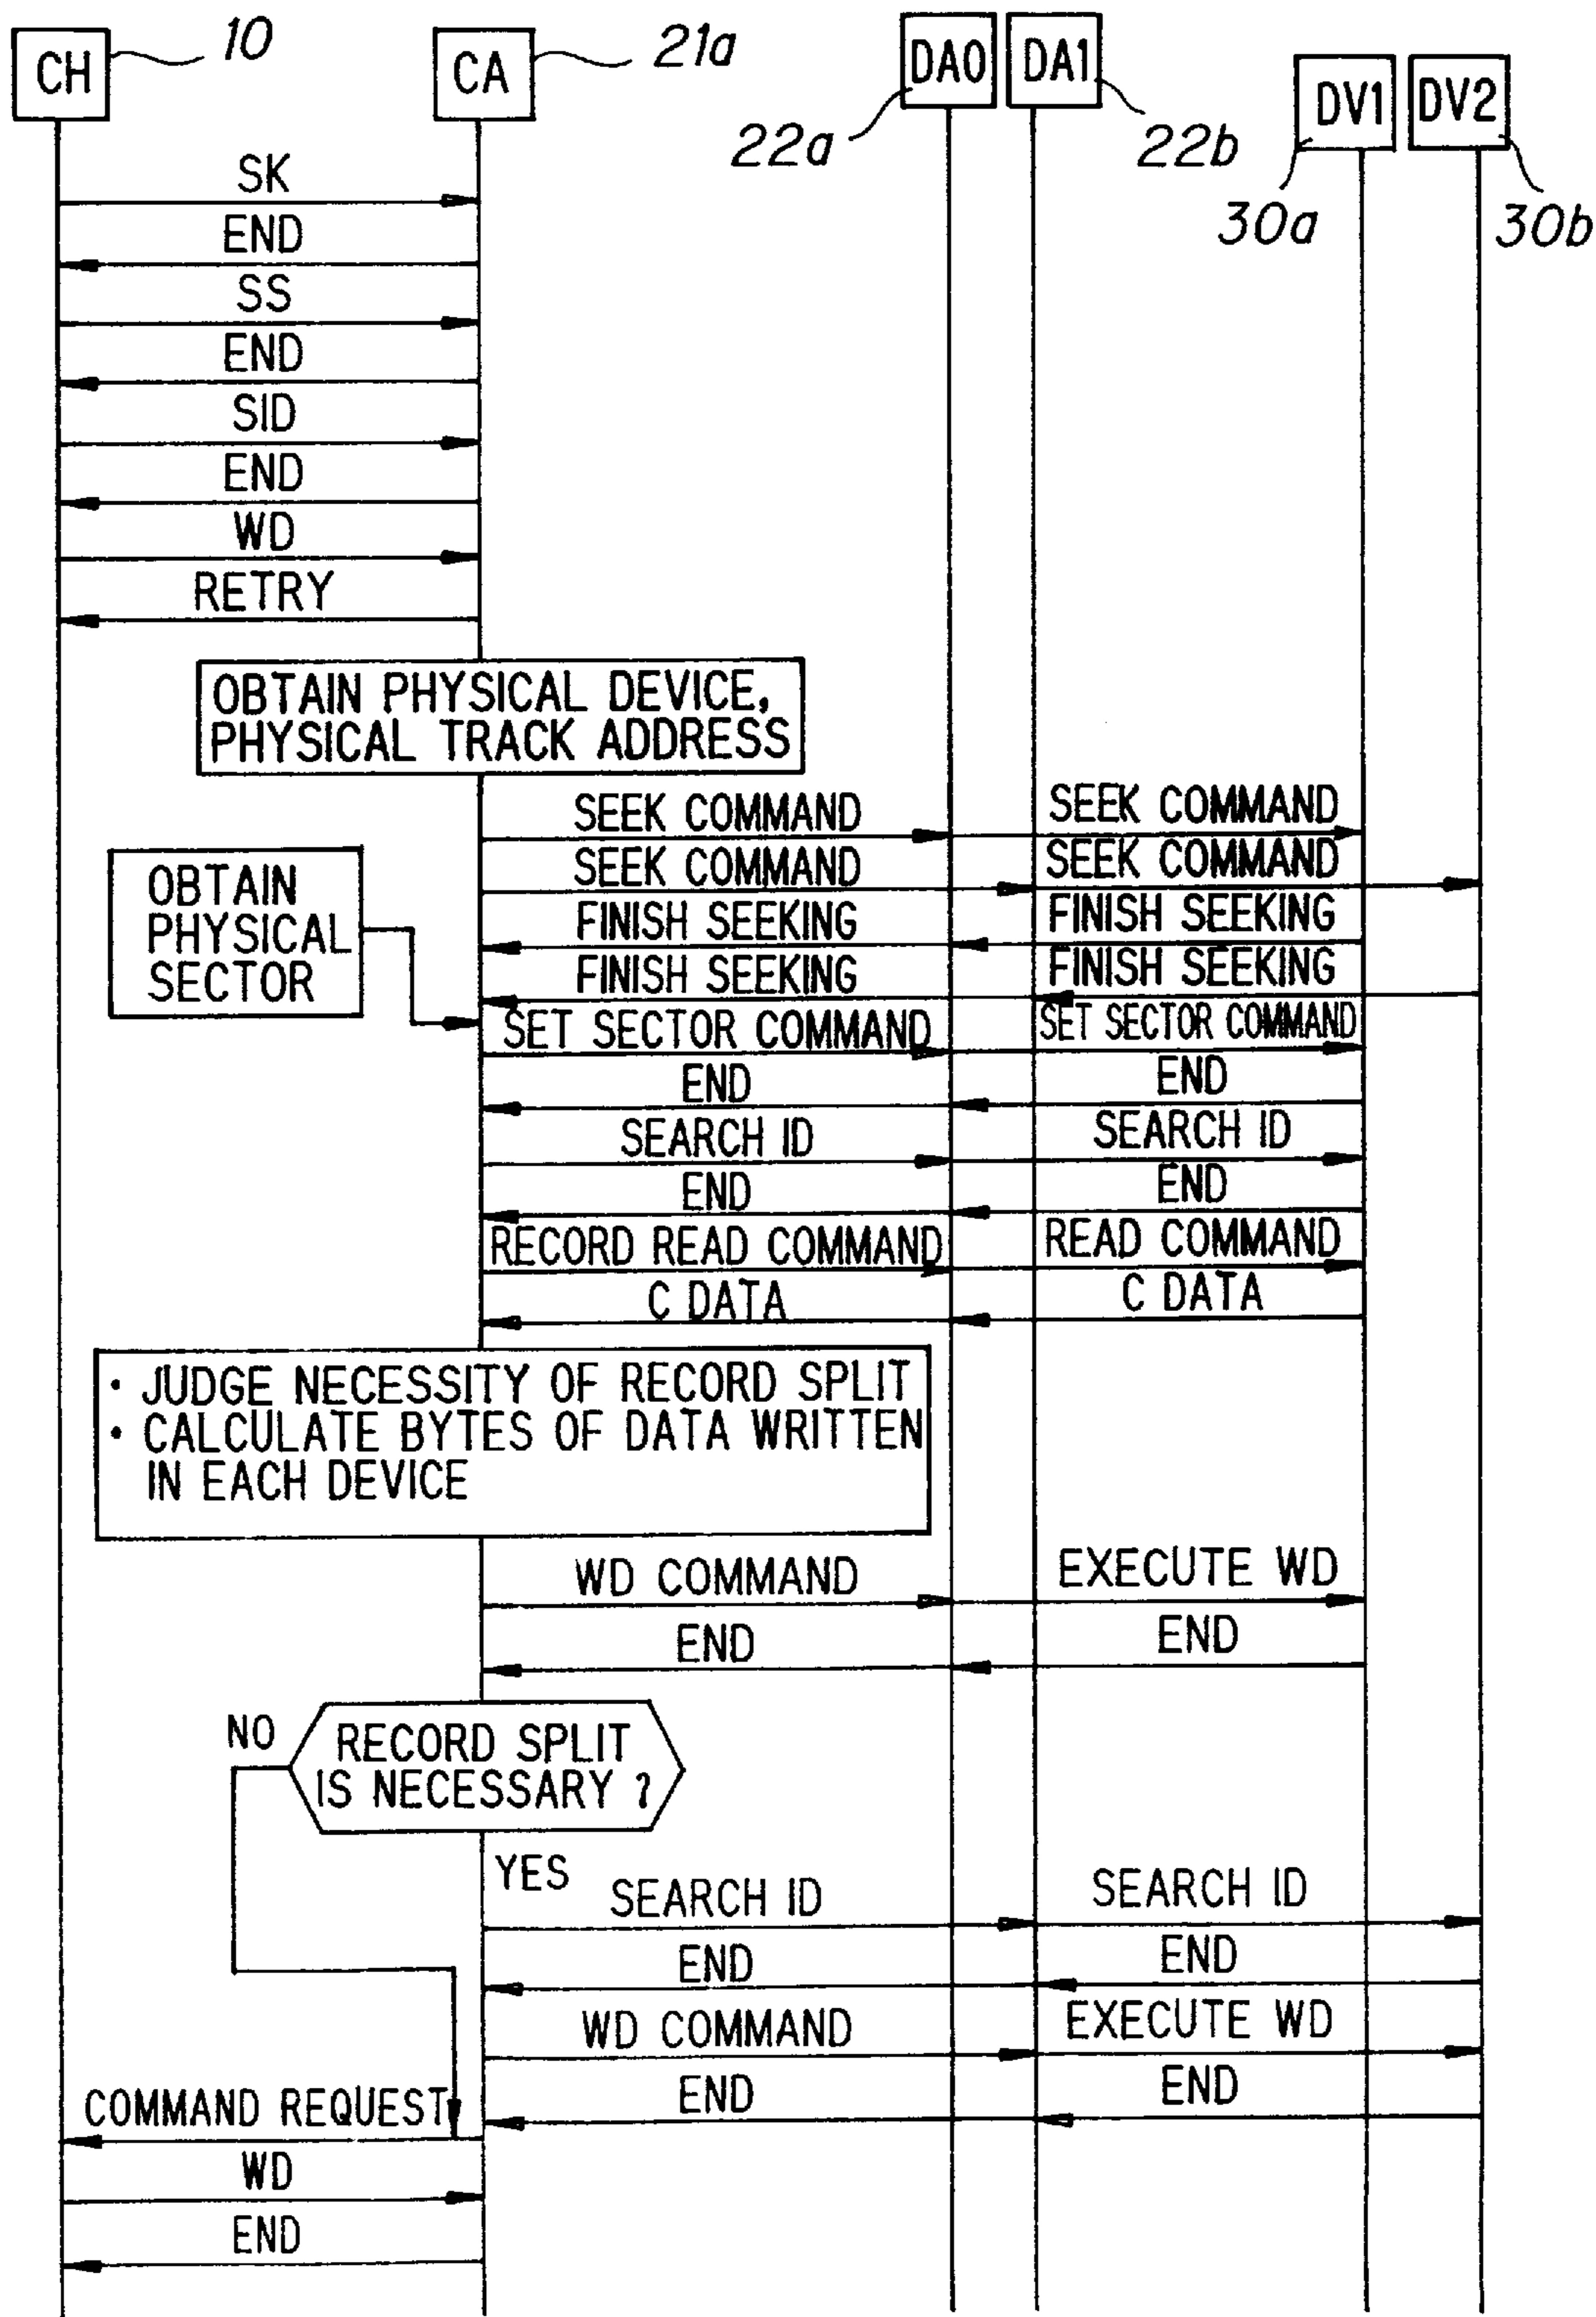 CH
10
CA
21a
DA0
DA1
22a
22b
DV1
DV2
30a
30b
SK
END
SS
END
SID
END
WD
RETRY
OBTAIN PHYSICAL DEVICE,
PHYSICAL TRACK ADDRESS
SEEK COMMAND
SEEK COMMAND
SEEK COMMAND
SEEK COMMAND
OBTAIN
PHYSICAL
SECTOR
FINISH SEEKING
FINISH SEEKING
FINISH SEEKING
FINISH SEEKING
SET SECTOR COMMAND
SET SECTOR COMMAND
END
END
SEARCH ID
SEARCH ID
END
END
RECORD READ COMMAND
READ COMMAND
C DATA
C DATA
· JUDGE NECESSITY OF RECORD SPLIT
· CALCULATE BYTES OF DATA WRITTEN
IN EACH DEVICE
WD COMMAND
EXECUTE WD
END
END
NO
RECORD SPLIT
IS NECESSARY ?
YES
SEARCH ID
SEARCH ID
END
END
WD COMMAND
EXECUTE WD
END
END
COMMAND REQUEST
WD
END